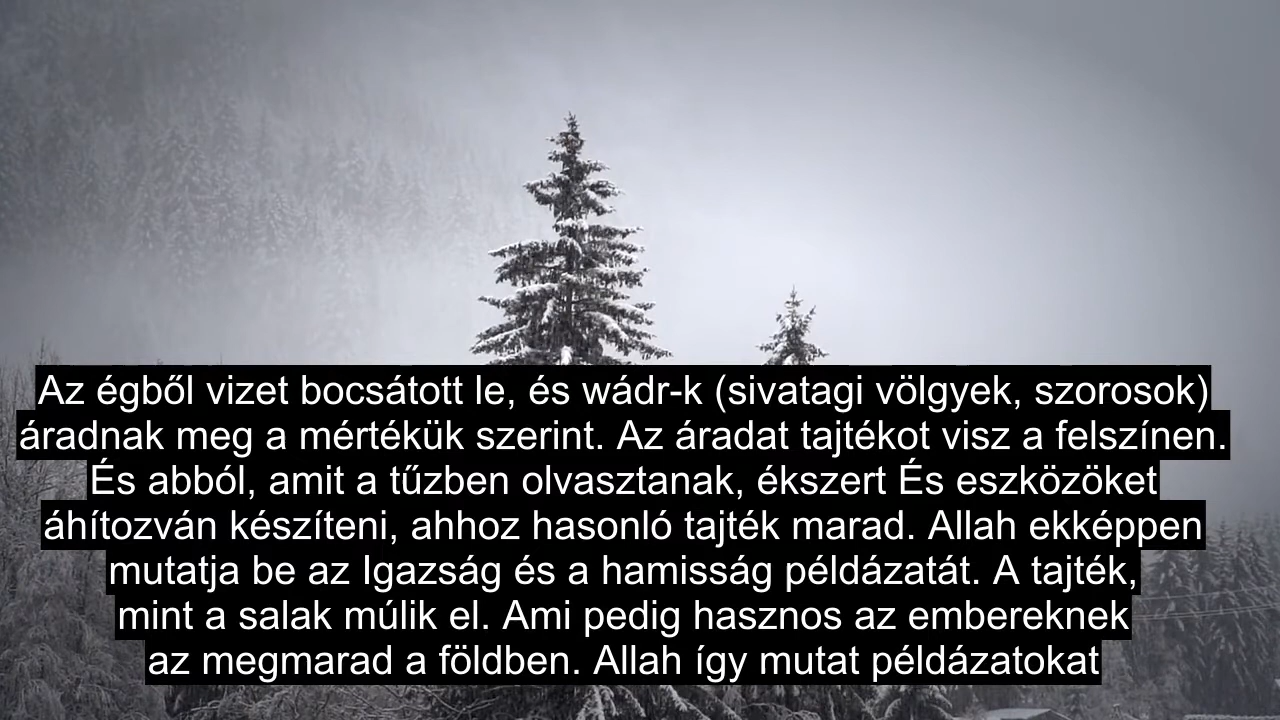 Az égből vizet bocsátott le, és wádr-k (sivatagi völgyek, szorosok)
áradnak meg a mértékük szerint. Az áradat tajtékot visz a felszínen.
És abból, amit a tűzben olvasztanak, ékszert És eszközöket
áhítozván készíteni, ahhoz hasonló tajték marad. Allah ekképpen
mutatja be az Igazság és a hamisság példázatát. A tajték,
mint a salak múlik el. Ami pedig hasznos az embereknek
az megmarad a földben. Allah így mutat példázatokat